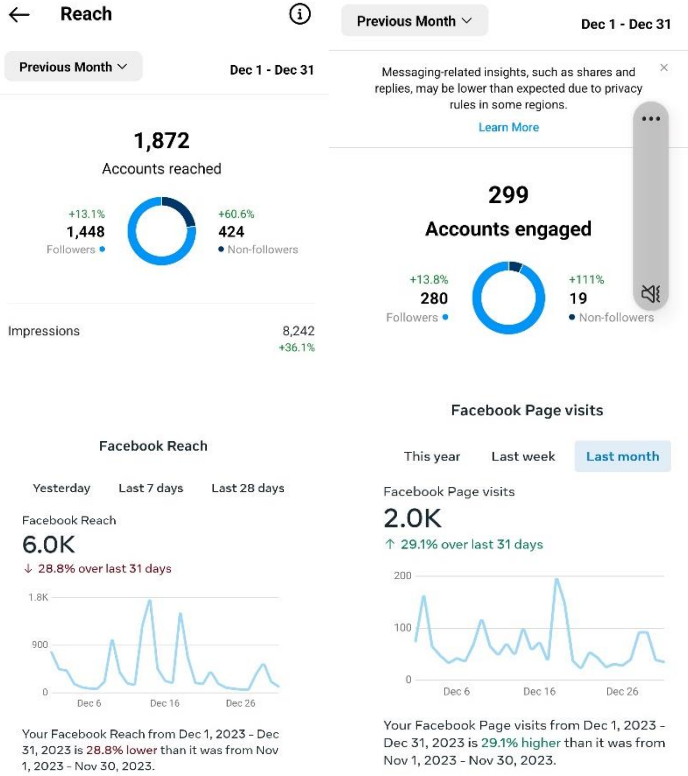 Reach
Previous Month
Dec 1 - Dec 31
1,872
Accounts reached
+13.1%
1,448
Followers
+60.6%
424
Non-followers
Impressions
8,242
+36.1%
Previous Month
Dec 1 - Dec 31
Messaging-related insights, such as shares and
replies, may be lower than expected due to privacy
rules in some regions.
Learn More
299
Accounts engaged
+13.8%
280
Followers
+111%
19
Non-followers
Facebook Reach
Yesterday
Last 7 days
Last 28 days
Facebook Reach
6.0K
↓ 28.8% over last 31 days
1.8K
900
0
Dec 6
Dec 16
Dec 26
Your Facebook Reach from Dec 1, 2023 - Dec
31, 2023 is 28.8% lower than it was from Nov
1, 2023 - Nov 30, 2023.
Facebook Page visits
This year
Last week
Last month
Facebook Page visits
2.0K
↑ 29.1% over last 31 days
200
100
0
Dec 6
Dec 16
Dec 26
Your Facebook Page visits from Dec 1, 2023 -
Dec 31, 2023 is 29.1% higher than it was from
Nov 1, 2023 - Nov 30, 2023.